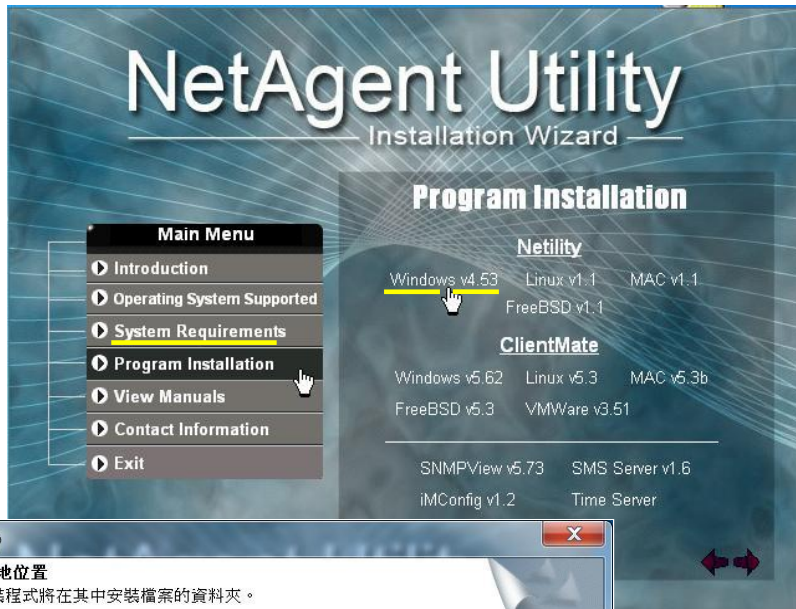 NetAgent Utility
Installation Wizard
Main Menu
Introduction
Operating System Supported
System Requirements
Program Installation
View Manuals
Contact Information
Exit
Program Installation
Netility
Windows v4.53 Linux v1.1 MAC v1.1
FreeBSD v1.1
ClientMate
Windows v5.62 Linux v5.3 MAC v5.3b
FreeBSD v5.3 VMWare v3.51
SNMPView v5.73 SMS Server v1.6
iMConfig v1.2 Time Server
地位置
裝程式將在其中安裝檔案的資料夾。